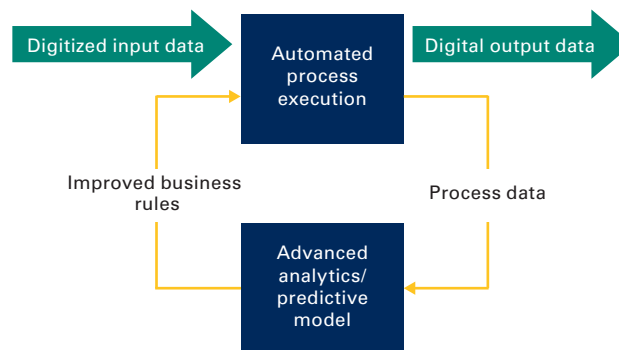 Digitized input data
Automated
process
execution
Digital output data
Improved business
rules
Process data
Advanced
analytics/
predictive
model